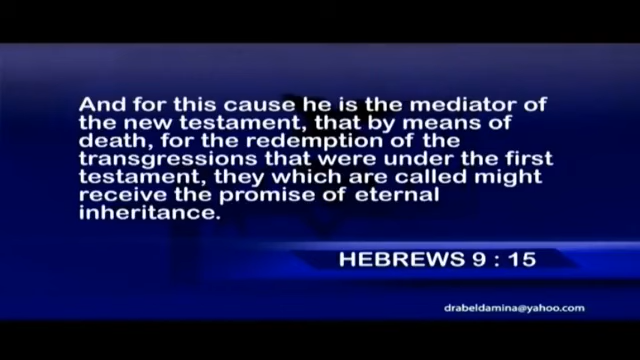 And for this cause he is the mediator of
the new testament, that by means of
death, for the redemption of the
transgressions that were under the first
testament, they which are called might
receive the promise of eternal
inheritance.
HEBREWS 9 : 15
drabeldamina@yahoo.com